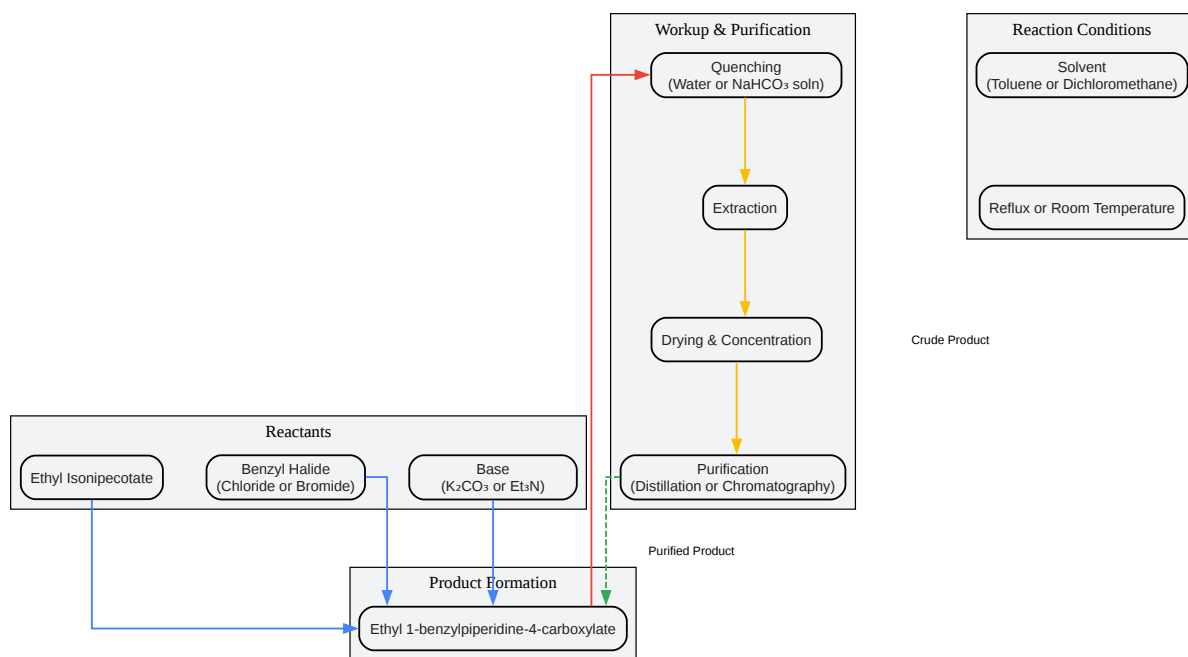 Workup & Purification
Quenching
(Water or NaHCO₃ soln)
Extraction
Drying & Concentration
Purification
(Distillation or Chromatography)
Reaction Conditions
Solvent
(Toluene or Dichloromethane)
Reflux or Room Temperature
Crude Product
Reactants
Ethyl Isonipecotate
Benzyl Halide
(Chloride or Bromide)
Base
(K₂CO₃ or Et₃N)
Purified Product
Product Formation
Ethyl 1-benzylpiperidine-4-carboxylate